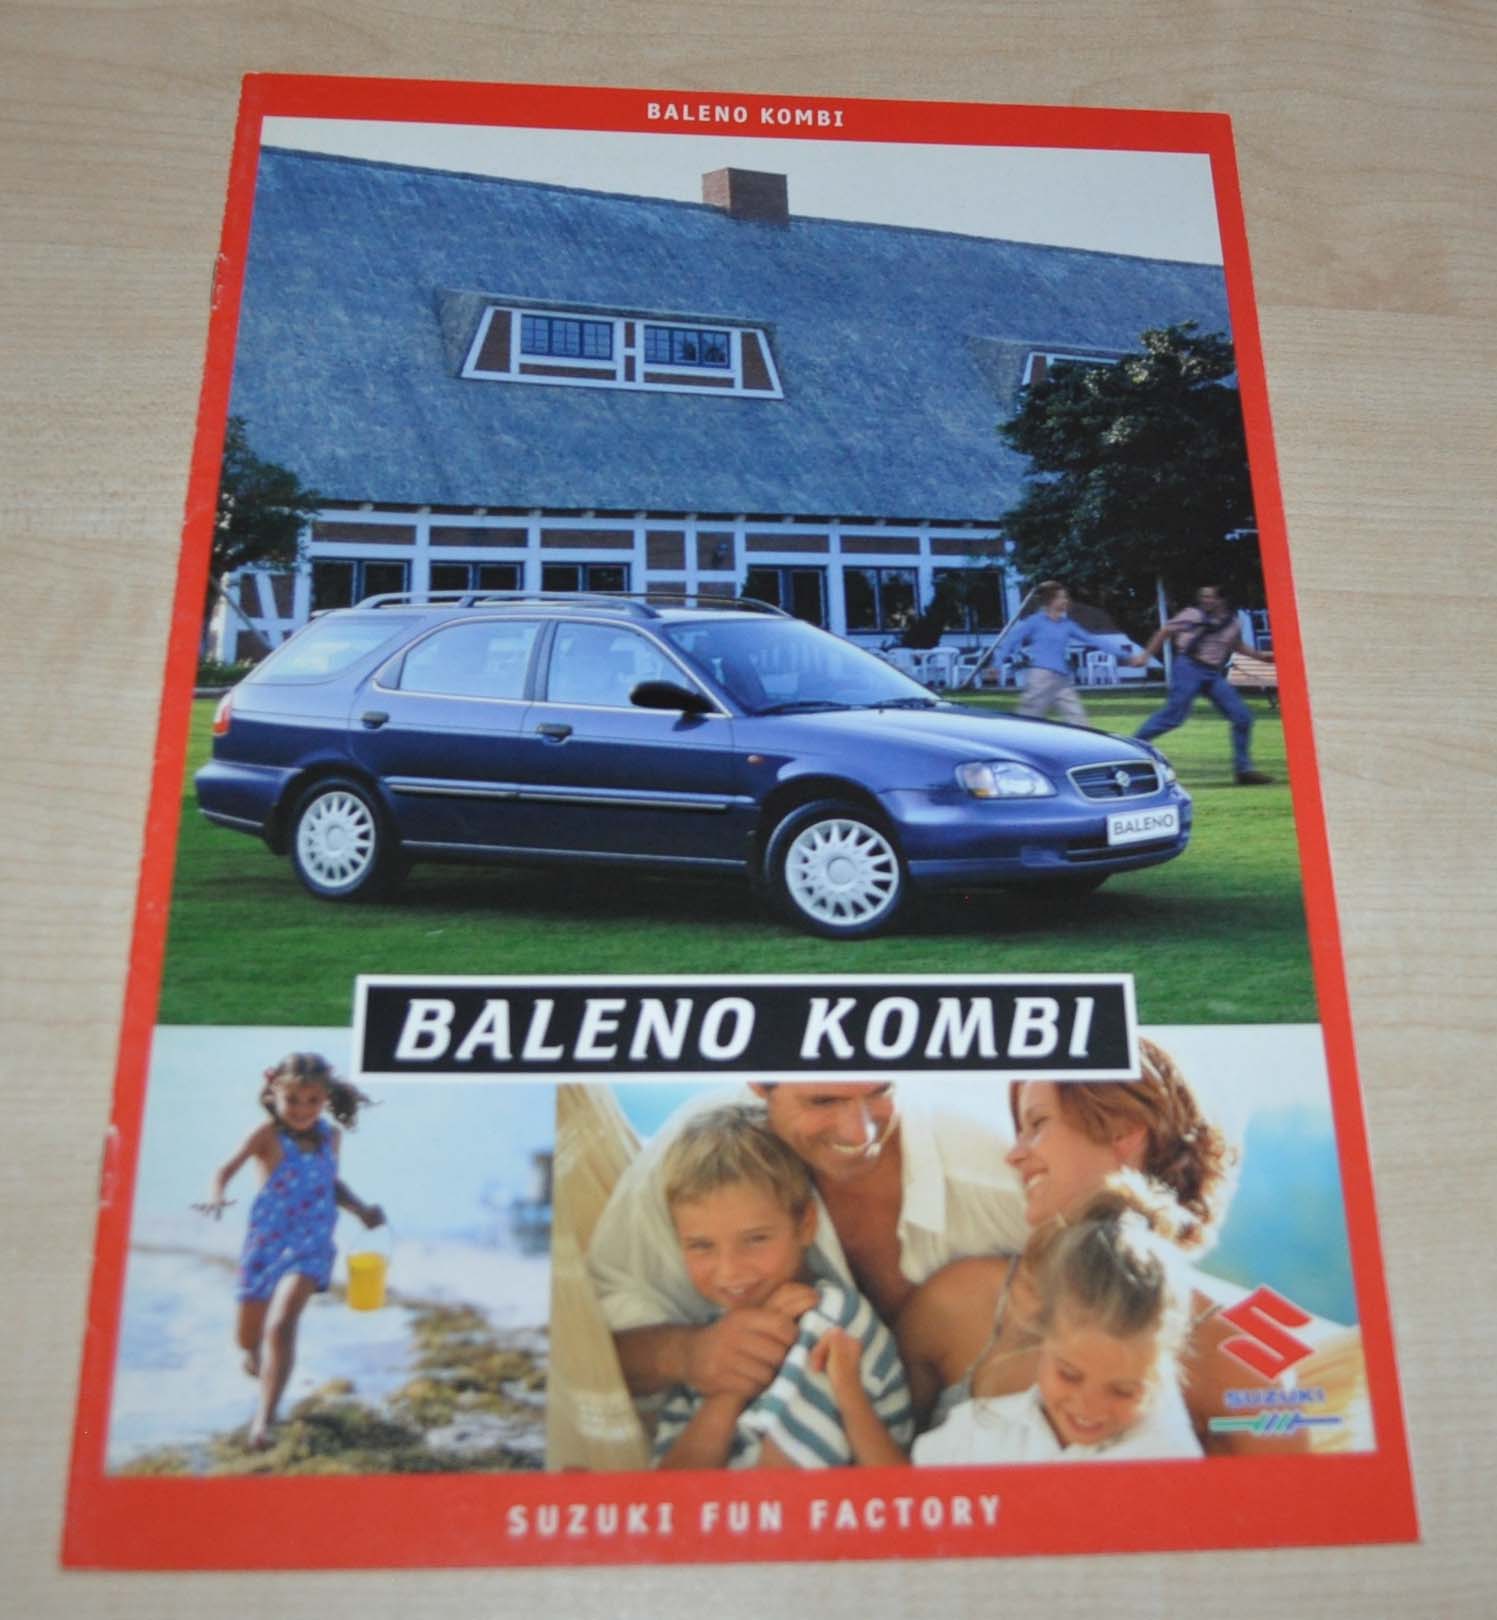 BALENO KOMBI
BALENO
BALENO KOMBI
SUZUKI
SUZUKI FUN FACTORY